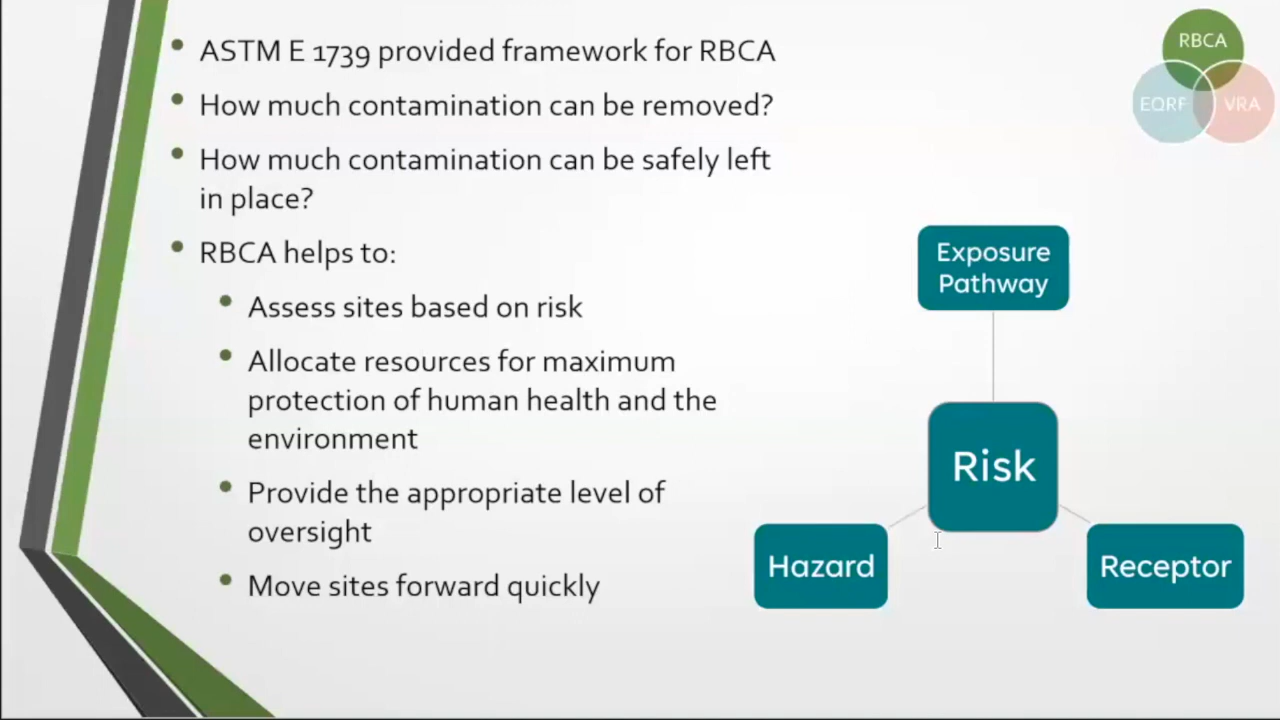 ASTM E 1739 provided framework for RBCA
How much contamination can be removed?
How much contamination can be safely left
in place?
RBCA helps to:
Assess sites based on risk
Allocate resources for maximum
protection of human health and the
environment
Provide the appropriate level of
oversight
Move sites forward quickly
RBCA
EQRF
VRA
Exposure
Pathway
Risk
Hazard
Receptor